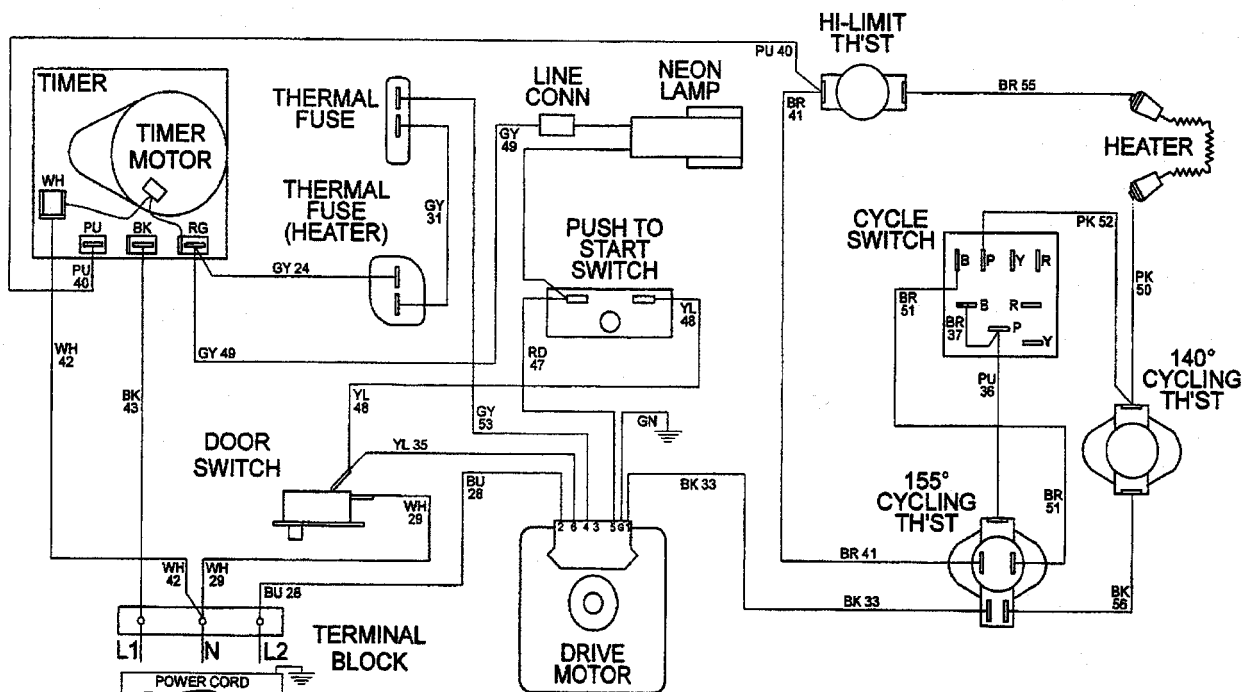 HI-LIMIT
TH'ST
PU 40
TIMER
THERMAL
FUSE
LINE
CONN
NEON
LAMP
BR
41
BR 55
TIMER
MOTOR
GY
49
HEATER
WH
THERMAL
FUSE
(HEATER)
GY
31
CYCLE
SWITCH
PK 52
PU
BK
RG
PUSH TO
START
SWITCH
B
P
Y
R
PU
40
GY 24
PK
50
BR
51
B
R
YL
48
BR
37
P
Y
WH
42
GY 49
RD
47
PU
36
140°
CYCLING
TH'ST
BK
43
YL
48
GY
53
GN
DOOR
SWITCH
YL 35
BU
28
BK 33
155°
CYCLING
TH'ST
WH
29
BR
51
2
6
4
3
5
G
1
BR 41
WH
42
WH
29
BU 28
BK 33
BK
56
L1
N
L2
TERMINAL
BLOCK
DRIVE
MOTOR
POWER CORD